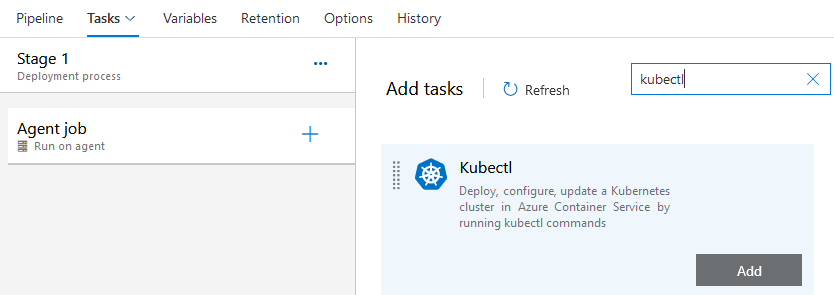 Pipeline Tasks Variables Retention Options History
Stage 1
Deployment process
...
Agent job
Run on agent
Add tasks
Refresh
kubectl
Kubectl
Deploy, configure, update a Kubernetes
cluster in Azure Container Service by
running kubectl commands
Add